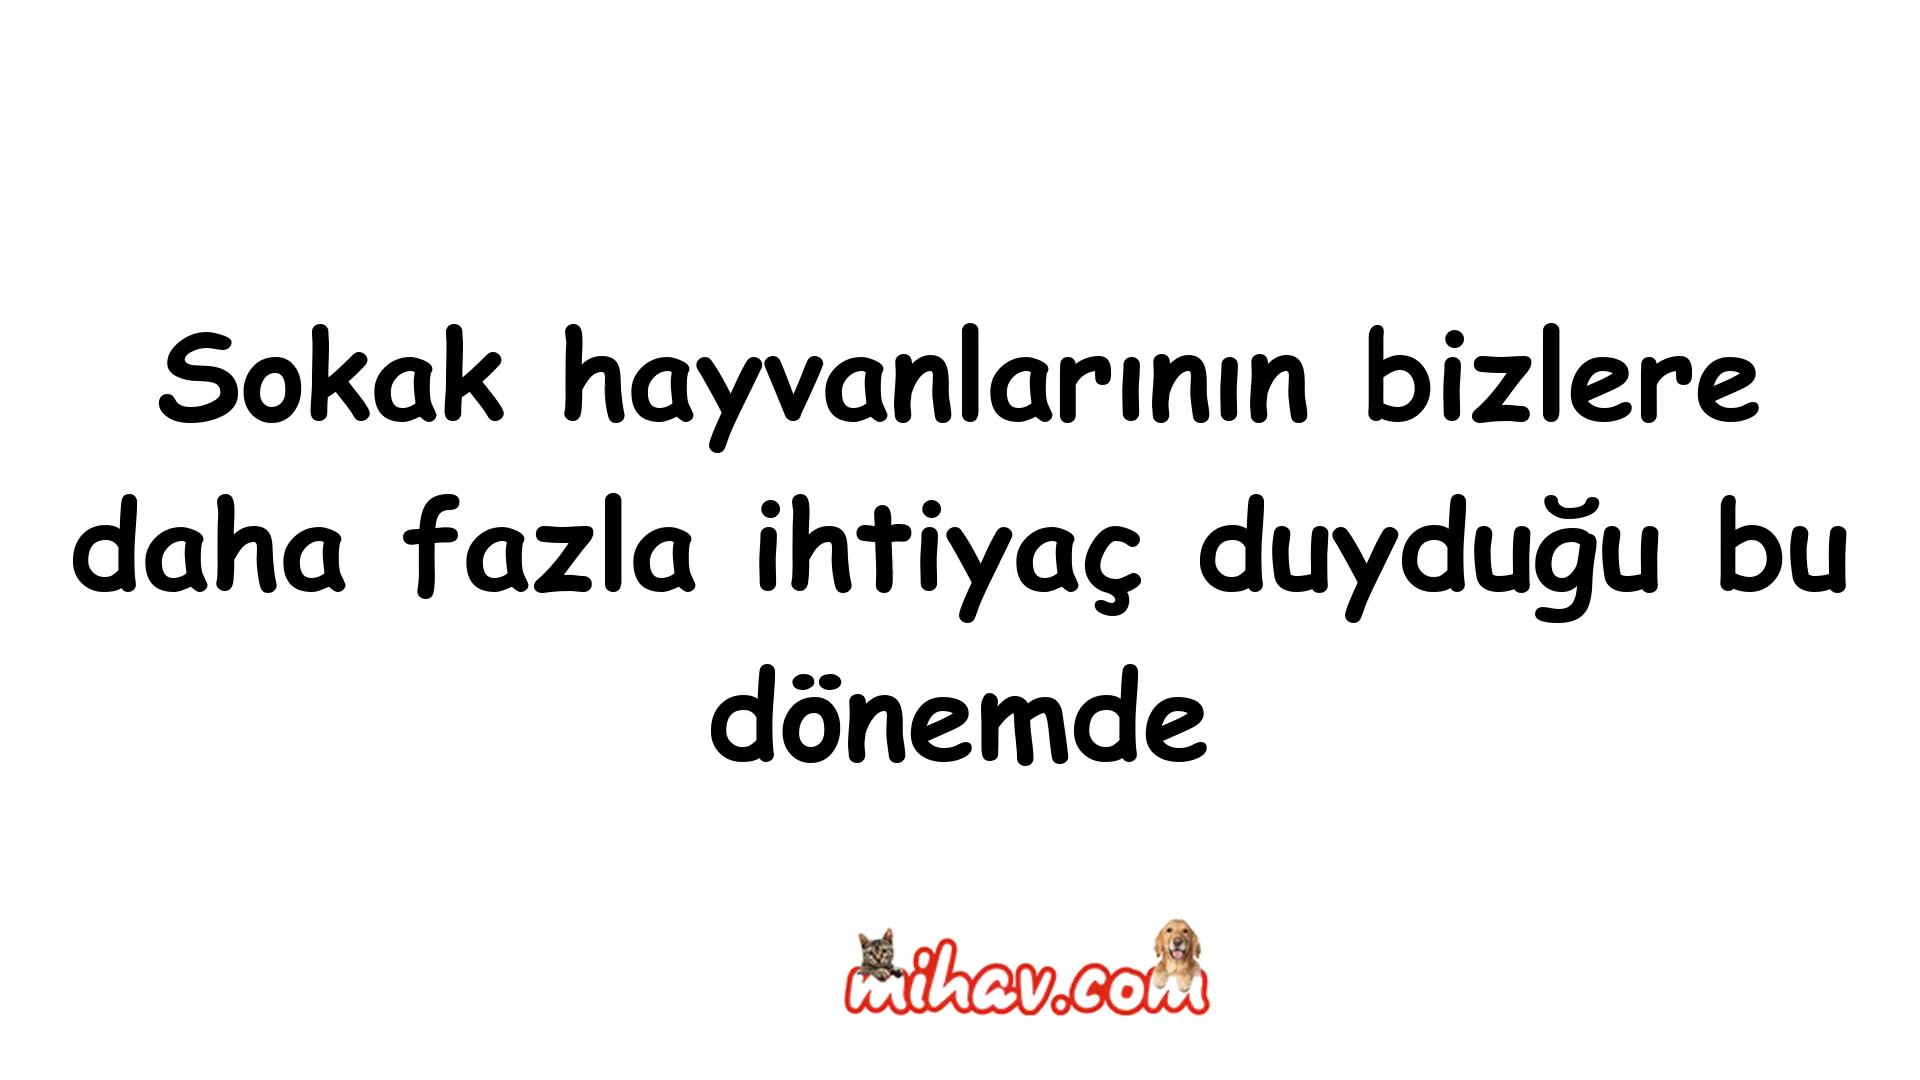 Sokak hayvanlarının bizlere
daha fazla ihtiyaç duyduğu bu
dönemde
mihav.com